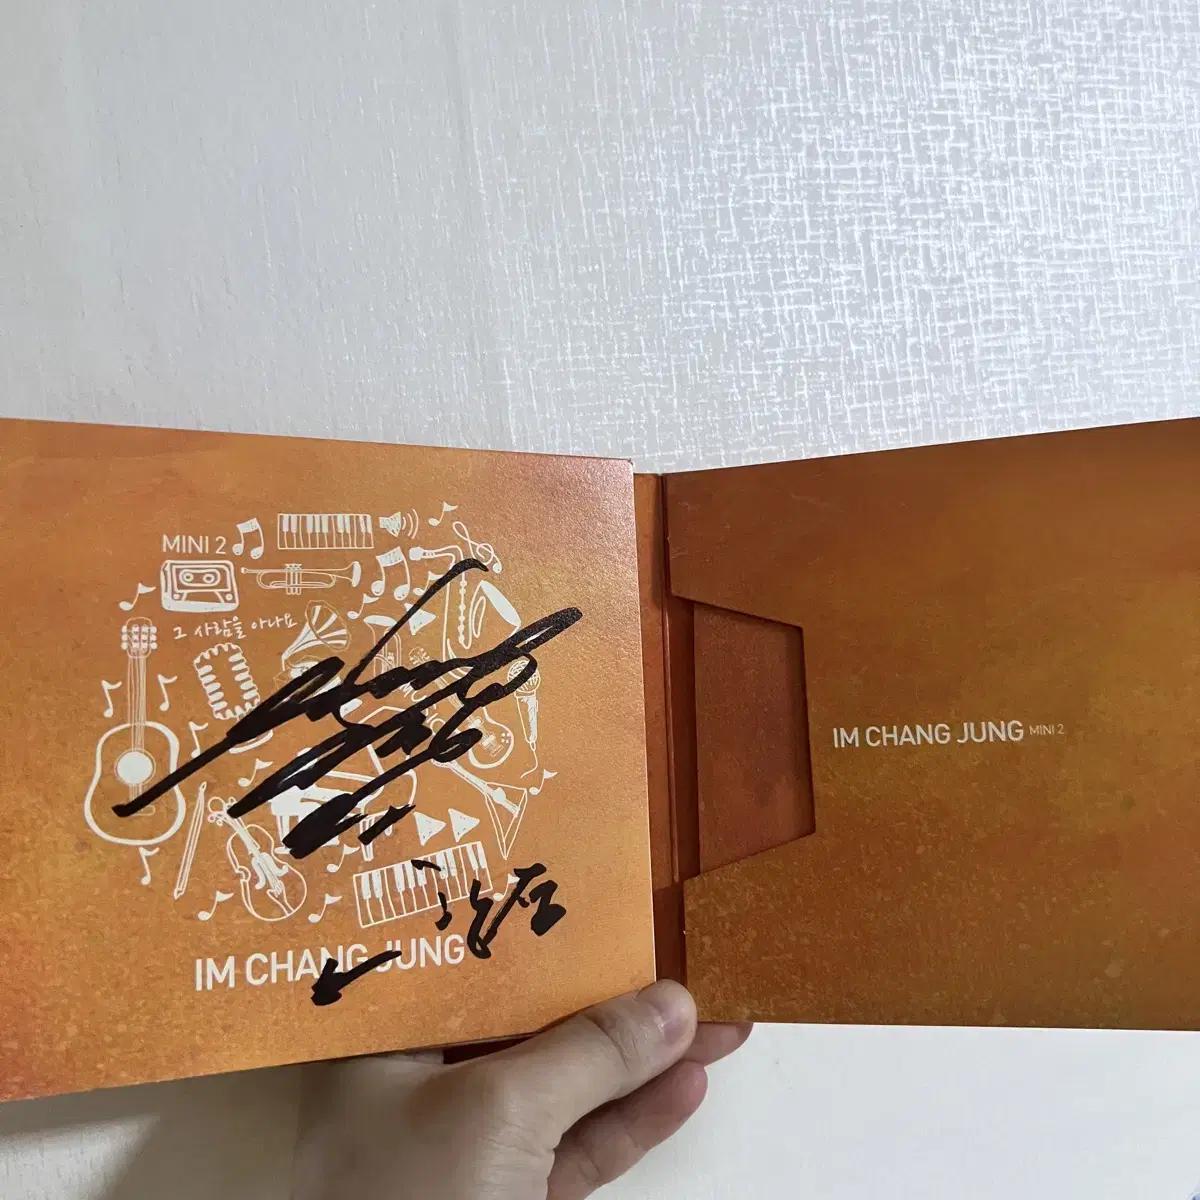 MINI 2
그 사람을 아나요
IM CHANG JUNG
IM CHANG JUNG MINI 2